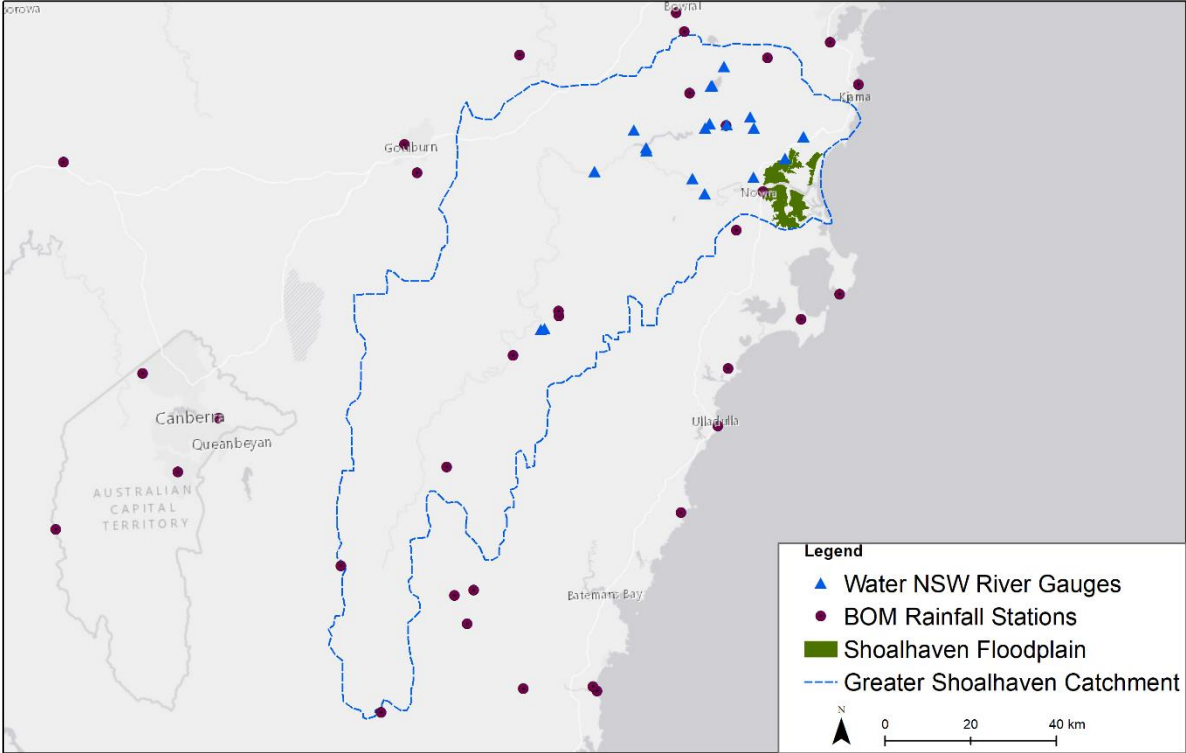 Bowral
Kiama
Goulburn
Nowra
Canberra
Queanbeyan
Ulladulla
AUSTRALIAN
CAPITAL
TERRITORY
Batemans Bay
Legend
Water NSW River Gauges
BOM Rainfall Stations
Shoalhaven Floodplain
Greater Shoalhaven Catchment
N
0 20 40 km